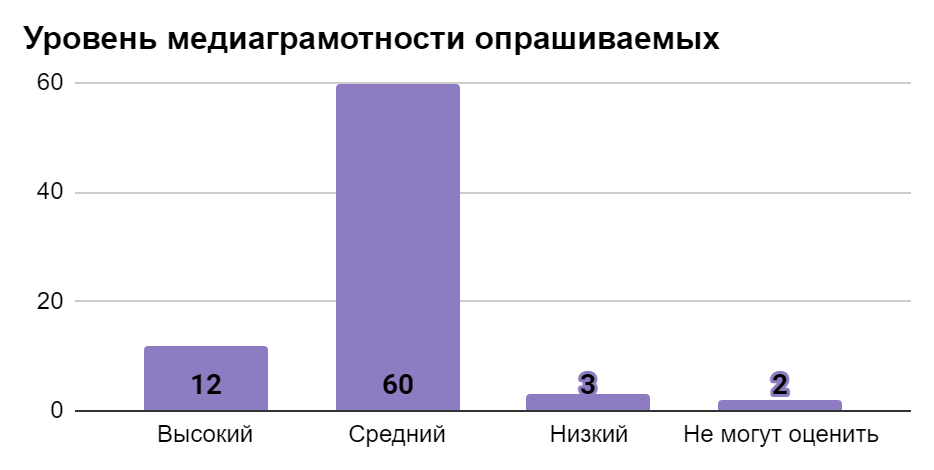 Уровень медиаграмотности опрашиваемых
60
40
20
0
12
60
3
2
Высокий
Средний
Низкий
Не могут оценить